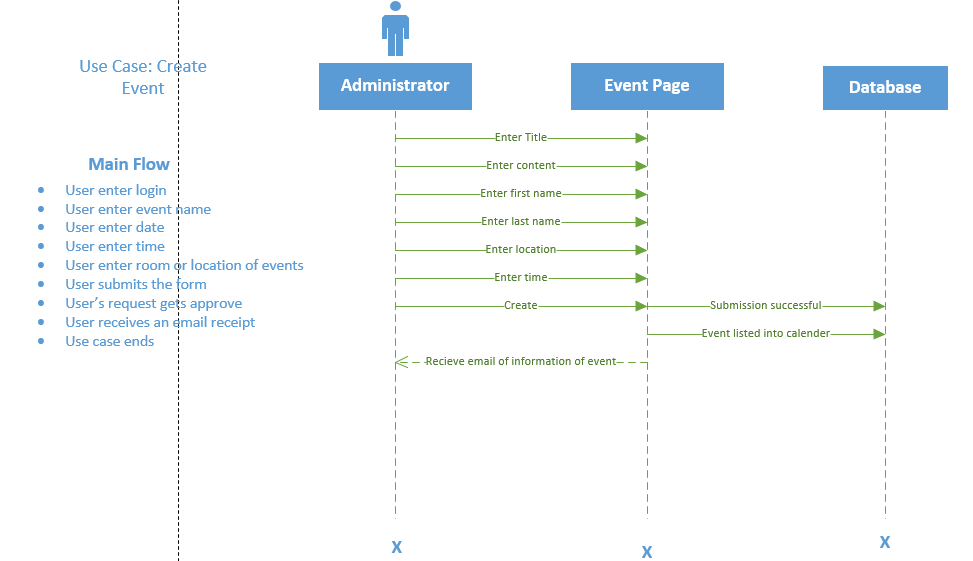 Use Case: Create
Event
Main Flow
• User enter login
• User enter event name
• User enter date
• User enter time
• User enter room or location of events
• User submits the form
• User's request gets approve
• User receives an email receipt
• Use case ends
Administrator
Event Page
Database
Enter Title
Enter content
Enter first name
Enter last name
Enter location
Enter time
Create
Submission successful
Event listed into calender
Recieve email of information of event
X
X
X